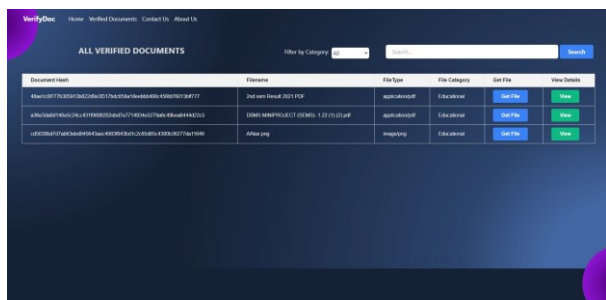 VerifyDoc Home Verified Documents Contact Us About Us
ALL VERIFIED DOCUMENTS Filter by Category: All Search... Search
Document Hash Filename FileType File Category Get File View Details
2nd sem Result 2021 PDF application/pdf Educational Get File View
DBMS MINIPROJECT (SEM5)- 1.22 (1) (2).pdf application/pdf Educational Get File View
image/png Educational Get File View